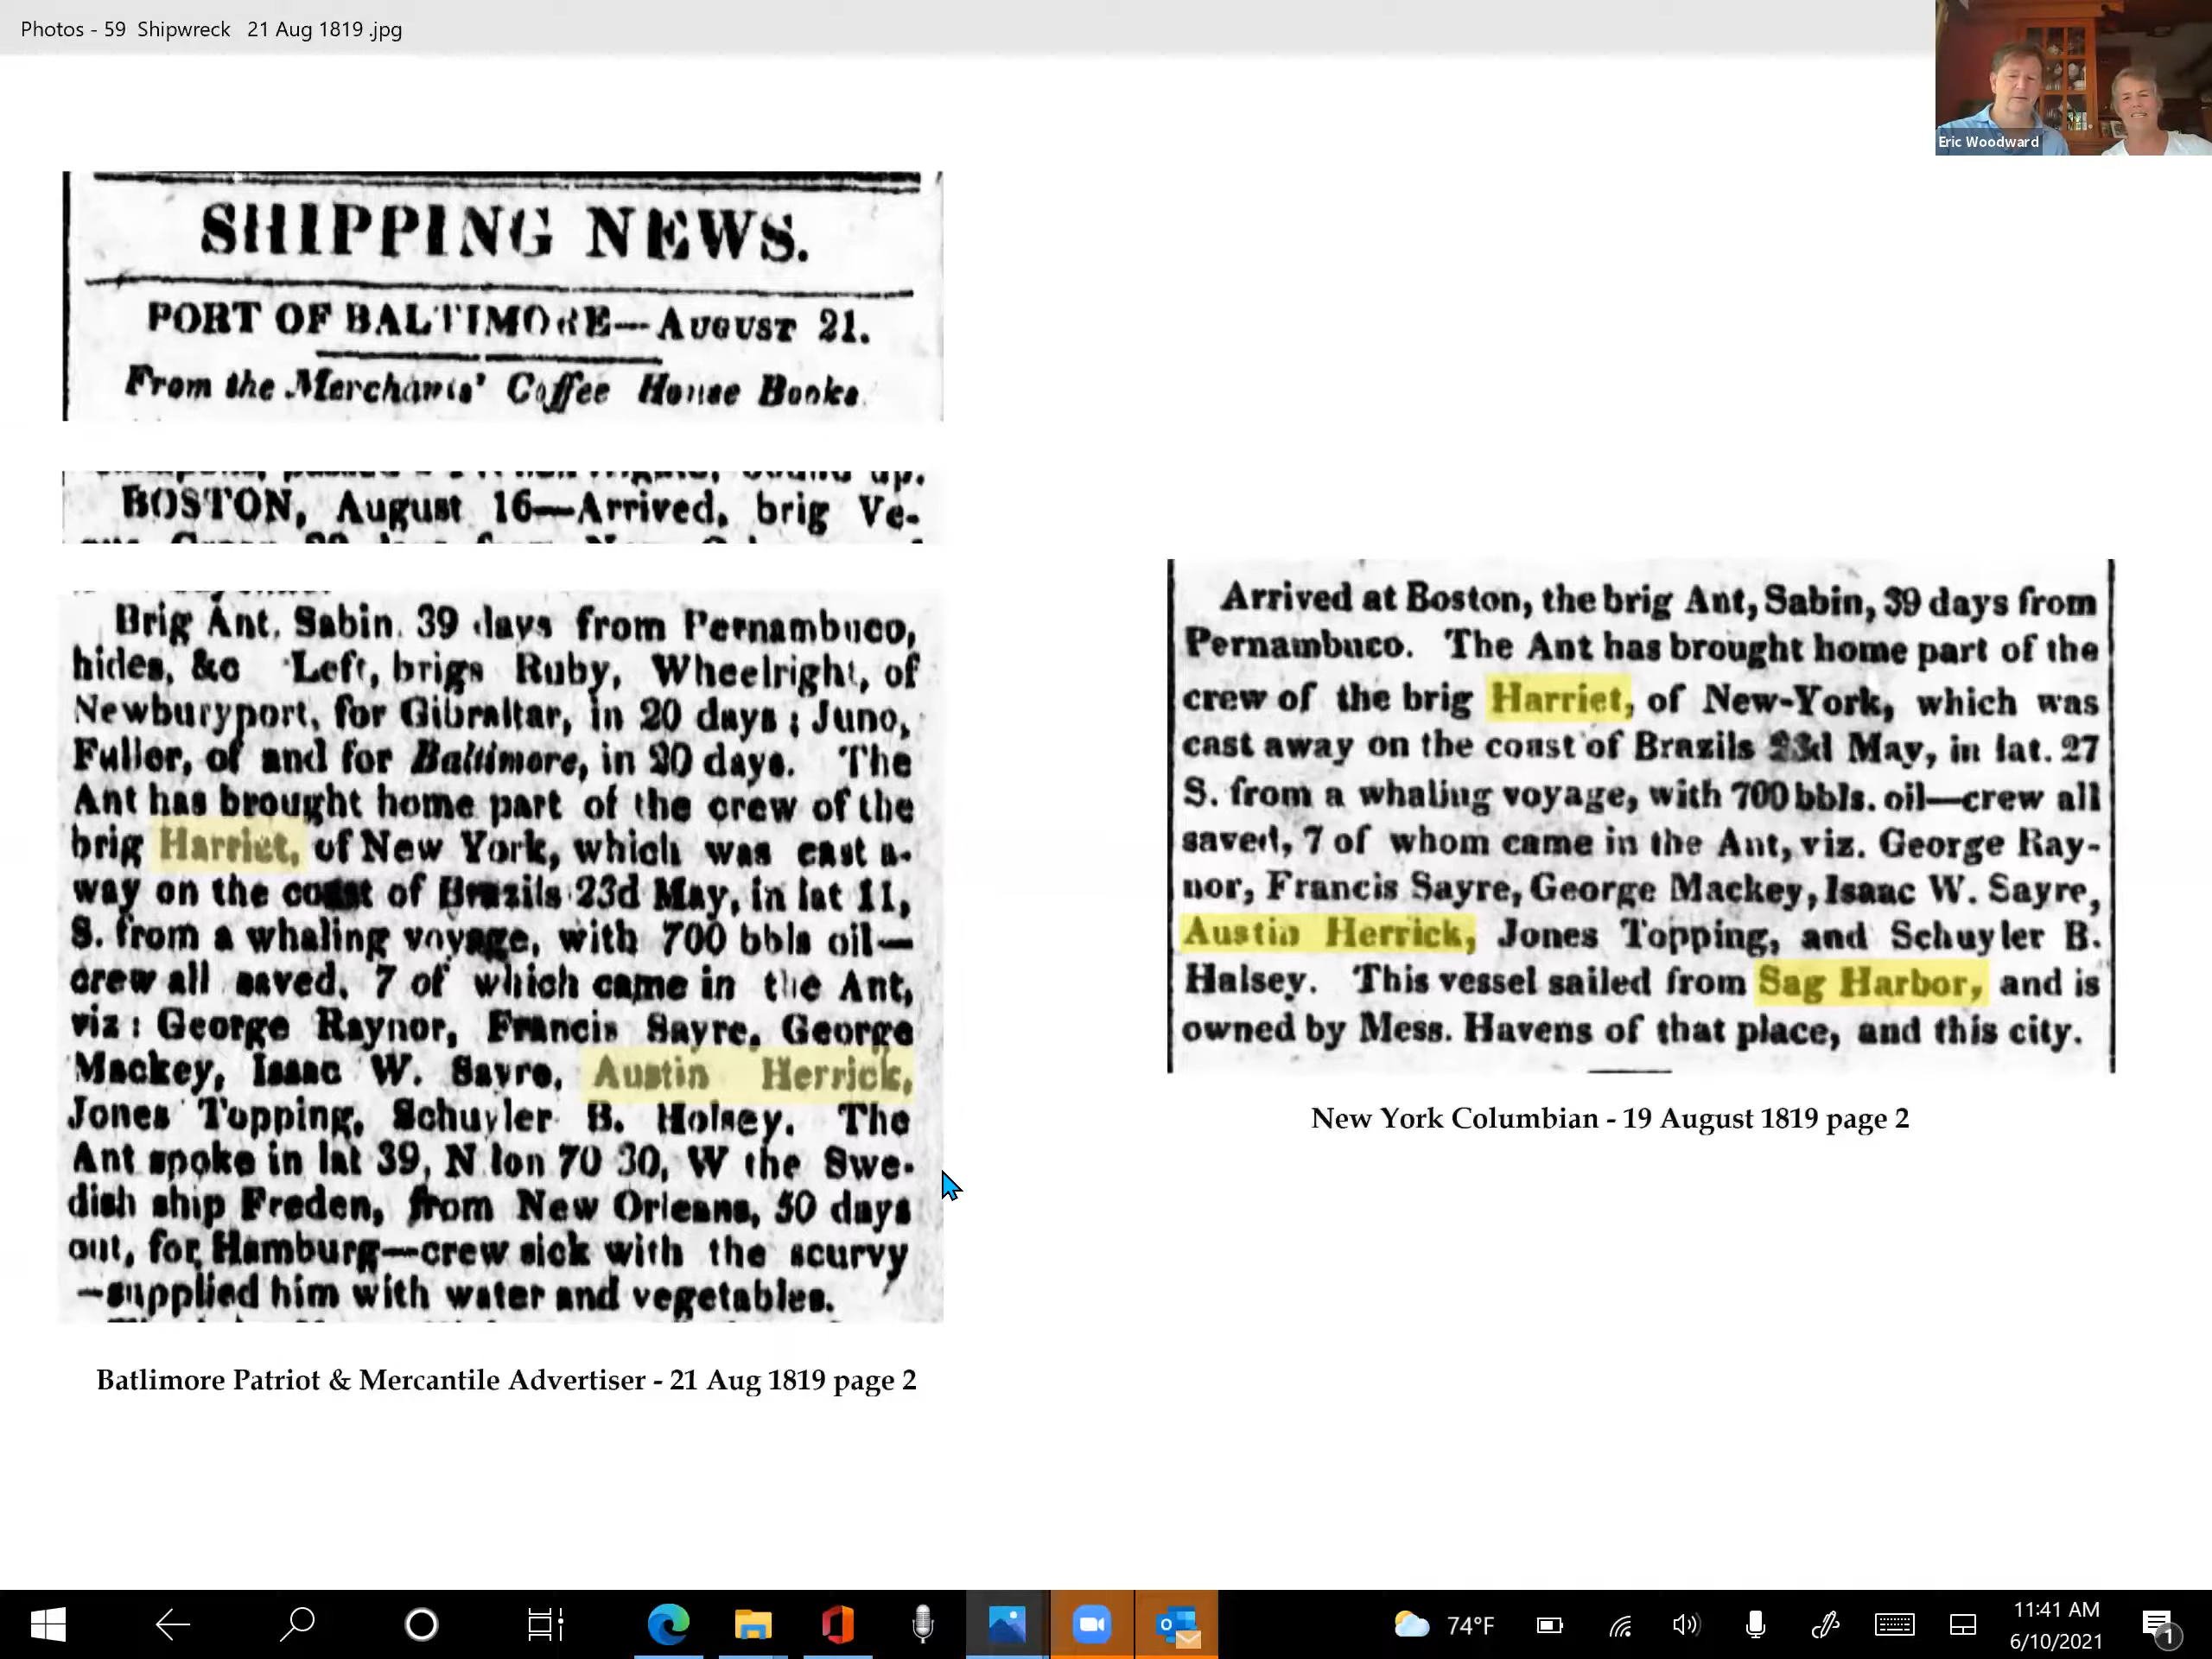 Photos - 59 Shipwreck 21 Aug 1819 .jpg
Eric Woodward
SHIPPING NEWS.
PORT OF BALTIMORE—AUGUST 21.
From the Merchants' Coffee House Books.
bound up.
BOSTON, August 16—Arrived, brig Ve-
Brig Ant, Sabin, 39 days from Pernambuco,
hides, &c Left, brigs Ruby, Wheelright, of
Newburyport, for Gibraltar, in 20 days; Juno,
Fuller, of and for Baltimore, in 20 days. The
Ant has brought home part of the crew of the
brig Harriet, of New York, which was cast a-
way on the coast of Brazils 23d May, in lat 11,
S. from a whaling voyage, with 700 bbls oil—
crew all saved, 7 of which came in the Ant,
viz: George Raynor, Francis Sayre, George
Mackey, Isaac W. Sayre, Austin Herrick,
Jones Topping, Schuyler B. Holsey. The
Ant spoke in lat 39, N lon 70 30, W the Swe-
dish ship Freden, from New Orleans, 50 days
out, for Hamburg—crew sick with the scurvy
—supplied him with water and vegetables.
Batlimore Patriot & Mercantile Advertiser - 21 Aug 1819 page 2
Arrived at Boston, the brig Ant, Sabin, 39 days from
Pernambuco. The Ant has brought home part of the
crew of the brig Harriet, of New-York, which was
cast away on the coast of Brazils 23d May, in lat. 27
S. from a whaling voyage, with 700 bbls. oil—crew all
saved, 7 of whom came in the Ant, viz. George Ray-
nor, Francis Sayre, George Mackey, Isaac W. Sayre,
Austin Herrick, Jones Topping, and Schuyler B.
Halsey. This vessel sailed from Sag Harbor, and is
owned by Mess. Havens of that place, and this city.
New York Columbian - 19 August 1819 page 2
74°F
11:41 AM
6/10/2021
1